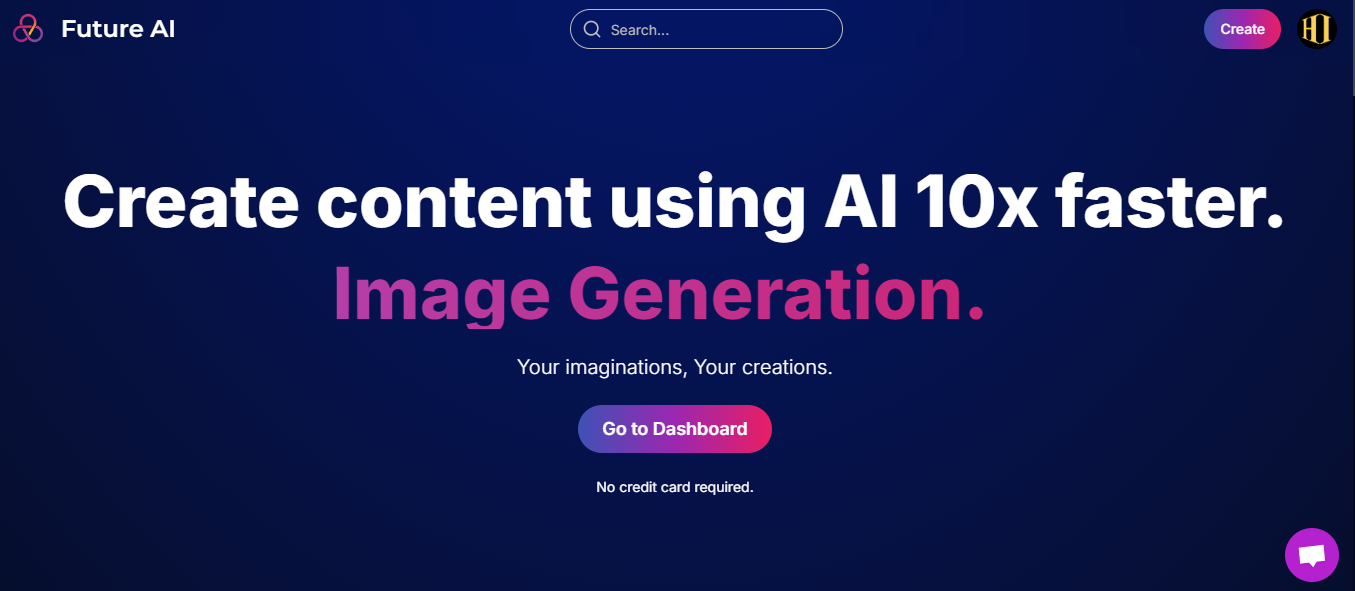 Future AI
Search...
Create
Create content using AI 10x faster.
Image Generation.
Your imaginations, Your creations.
Go to Dashboard
No credit card required.